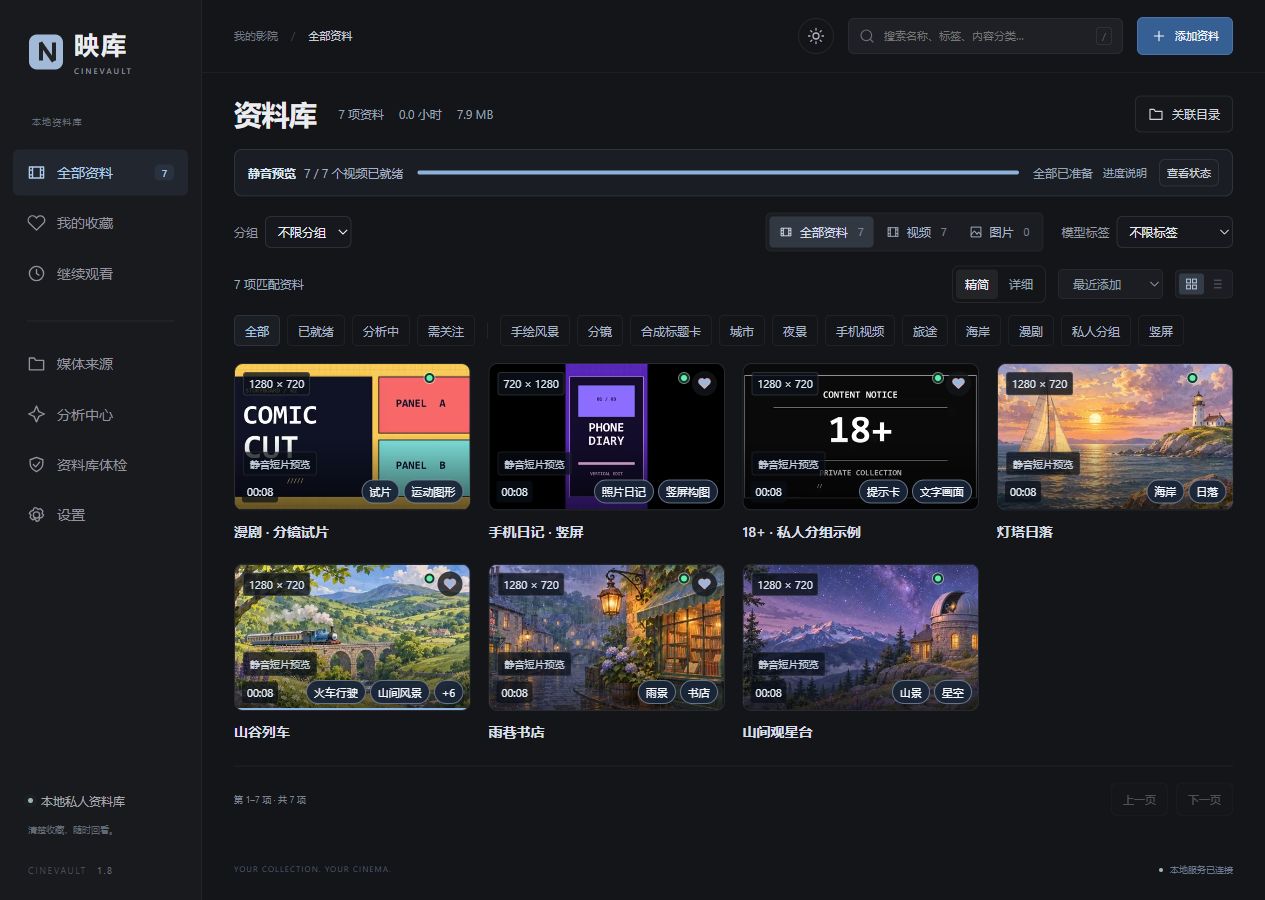 N 映库
CINEVAULT
本地资料库
全部资料 7
我的收藏
继续观看
媒体来源
分析中心
资料库体检
设置
本地私人资料库
清楚收藏，随时回看。
CINEVAULT 1.8
我的影院 / 全部资料
搜索名称、标签、内容分类... /
添加资料
资料库 7 项资料 0.0 小时 7.9 MB
关联目录
静音预览 7 / 7 个视频已就绪 全部已准备 进度说明 查看状态
分组 不限分组 全部资料 7 视频 7 图片 0 模型标签 不限标签
7 项匹配资料 精简 详细 最近添加
全部 已就绪 分析中 需关注 手绘风景 分镜 合成标题卡 城市 夜景 手机视频 旅途 海岸 漫剧 私人分组 竖屏
1280 × 720
COMIC
CUT
PANEL A
PANEL B
/////
静音短片预览
00:08 试片 运动图形
漫剧 · 分镜试片
720 × 1280
PHONE
DIARY
VERTICAL EDIT
静音短片预览
00:08 照片日记 竖屏构图
手机日记 · 竖屏
1280 × 720
CONTENT NOTICE
18+
PRIVATE COLLECTION
//
静音短片预览
00:08 提示卡 文字画面
18+ · 私人分组示例
1280 × 720
静音短片预览
00:08 海岸 日落
灯塔日落
1280 × 720
静音短片预览
00:08 火车行驶 山间风景 +6
山谷列车
1280 × 720
静音短片预览
00:08 雨景 书店
雨巷书店
1280 × 720
静音短片预览
00:08 山景 星空
山间观星台
第 1–7 项 · 共 7 项
上一页 下一页
YOUR COLLECTION. YOUR CINEMA.
本地服务已连接